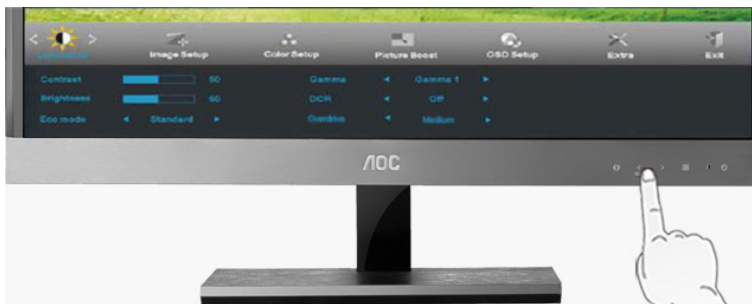 < Luminance >
Image Setup
Color Setup
Picture Boost
OSD Setup
Extra
Exit
Contrast 50
Gamma Gamma 1
Brightness 50
DCR Off
Eco mode Standard
Overdrive Medium
AOC